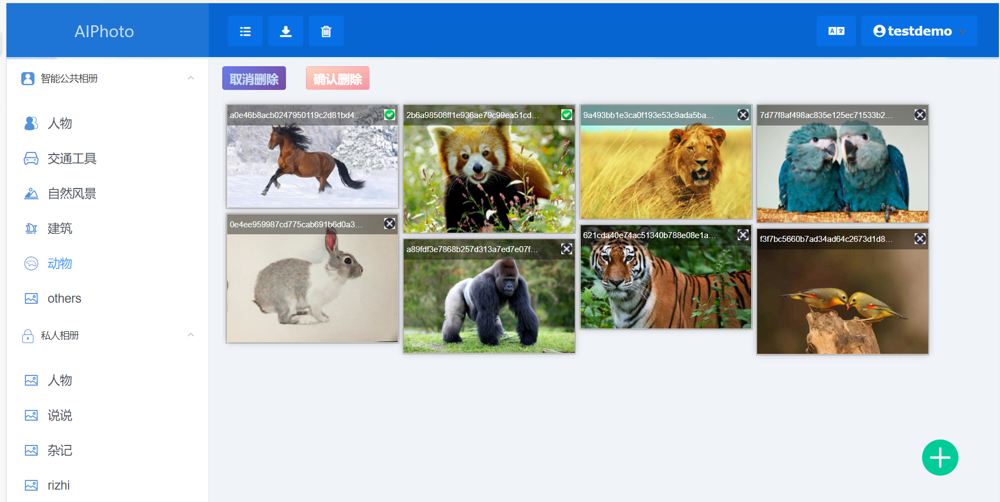 AIPhoto
testdemo
智能公共相册
人物
交通工具
自然风景
建筑
动物
others
私人相册
人物
说说
杂记
rizhi
取消删除
确认删除
a0e46b8acb0247950119c2d81bd4...
2b6a98508ff1e936ae79c99ea51cd...
9a493bb1e3ca0f193e53c9ada5ba...
7d77f8af498ac835e125ec71533b2...
0e4ee959987cd775cab691b6d0a3...
a89fdf3e7868b257d313a7ed7e07f...
621cda40e74ac51340b788e08e1a...
f3f7bc5660b7ad34ad64c2673d1d8...